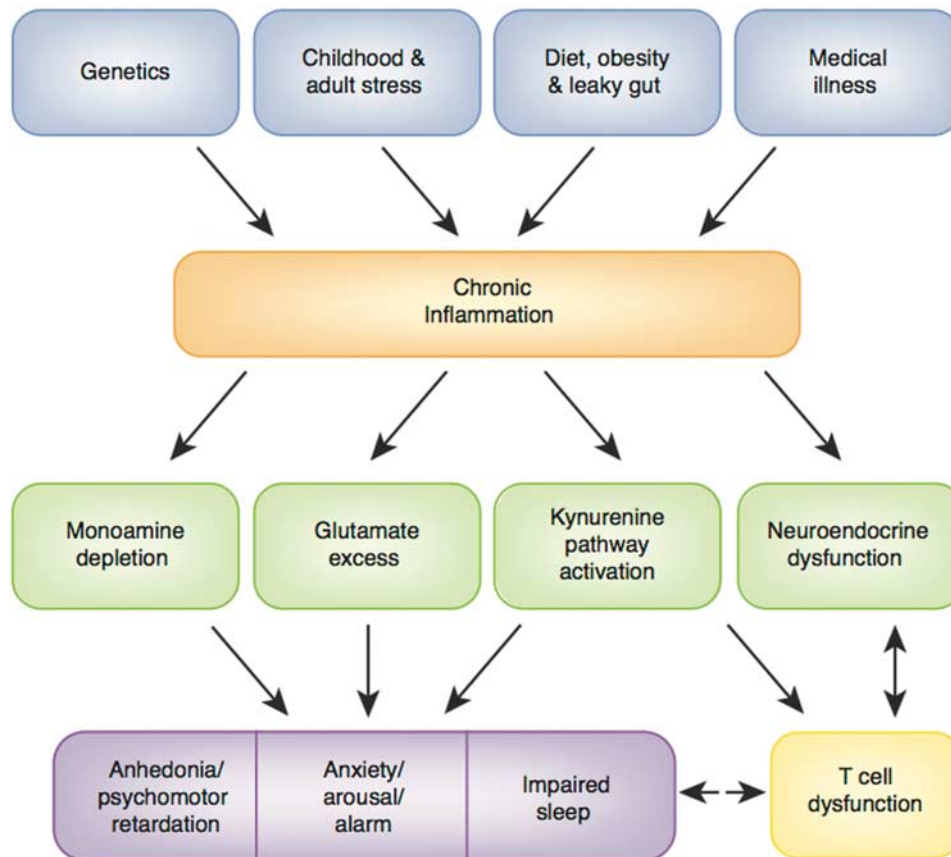 Genetics
Childhood &
adult stress
Diet, obesity
& leaky gut
Medical
illness
Chronic
Inflammation
Monoamine
depletion
Glutamate
excess
Kynurenine
pathway
activation
Neuroendocrine
dysfunction
Anhedonia/
psychomotor
retardation
Anxiety/
arousal/
alarm
Impaired
sleep
T cell
dysfunction